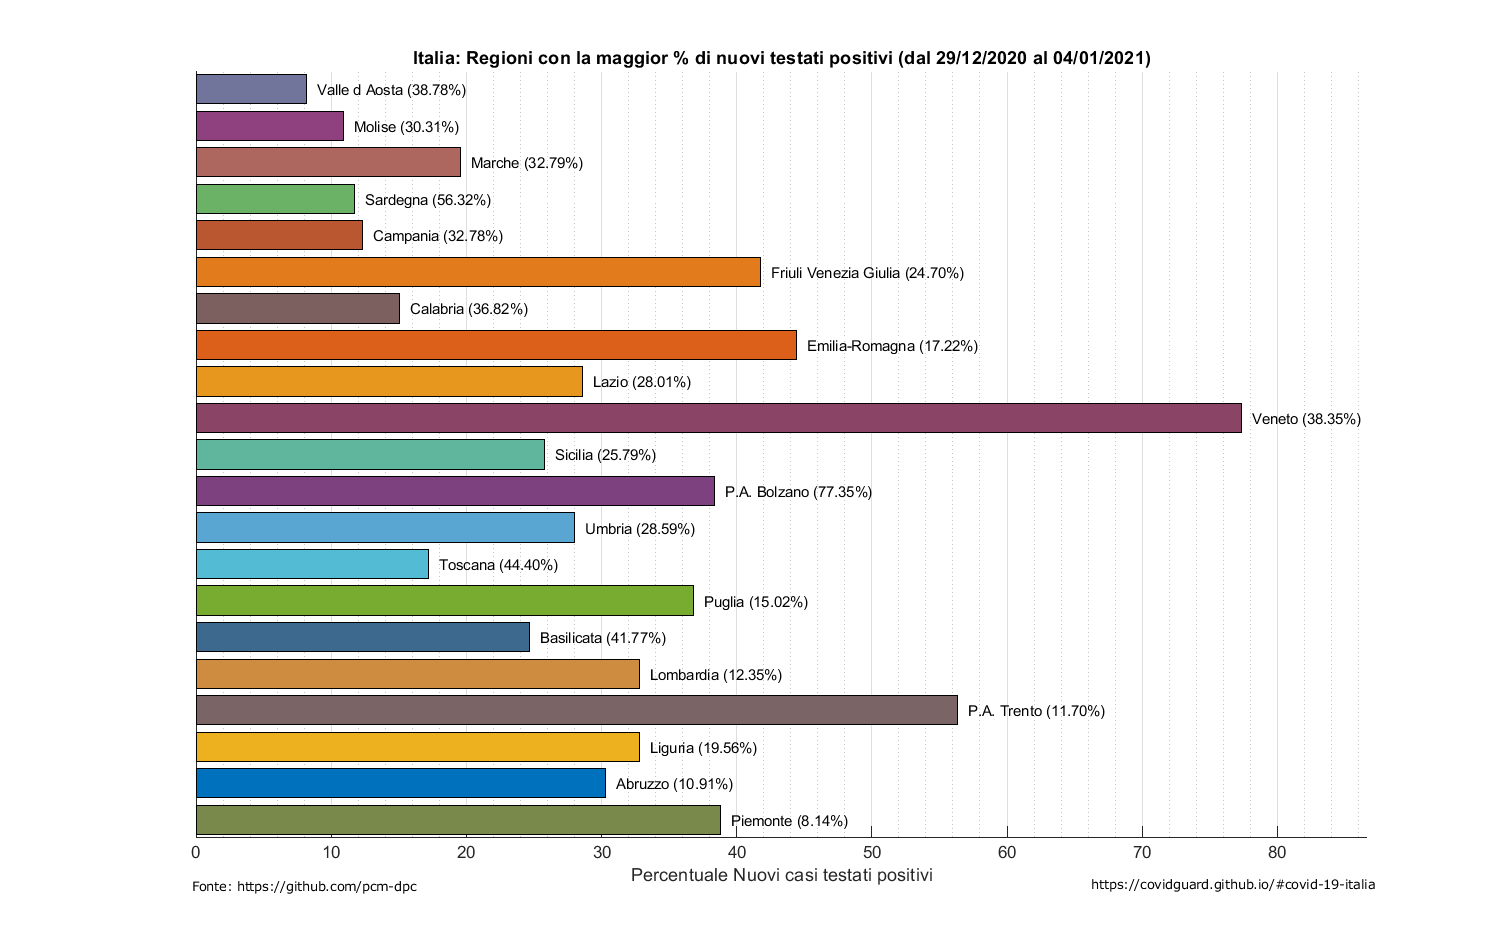 Italia: Regioni con la maggior % di nuovi testati positivi (dal 29/12/2020 al 04/01/2021)
Valle d Aosta (38.78%)
Molise (30.31%)
Marche (32.79%)
Sardegna (56.32%)
Campania (32.78%)
Friuli Venezia Giulia (24.70%)
Calabria (36.82%)
Emilia-Romagna (17.22%)
Lazio (28.01%)
Veneto (38.35%)
Sicilia (25.79%)
P.A. Bolzano (77.35%)
Umbria (28.59%)
Toscana (44.40%)
Puglia (15.02%)
Basilicata (41.77%)
Lombardia (12.35%)
P.A. Trento (11.70%)
Liguria (19.56%)
Abruzzo (10.91%)
Piemonte (8.14%)
0 10 20 30 40 50 60 70 80
Percentuale Nuovi casi testati positivi
Fonte: https://github.com/pcm-dpc
https://covidguard.github.io/#covid-19-italia